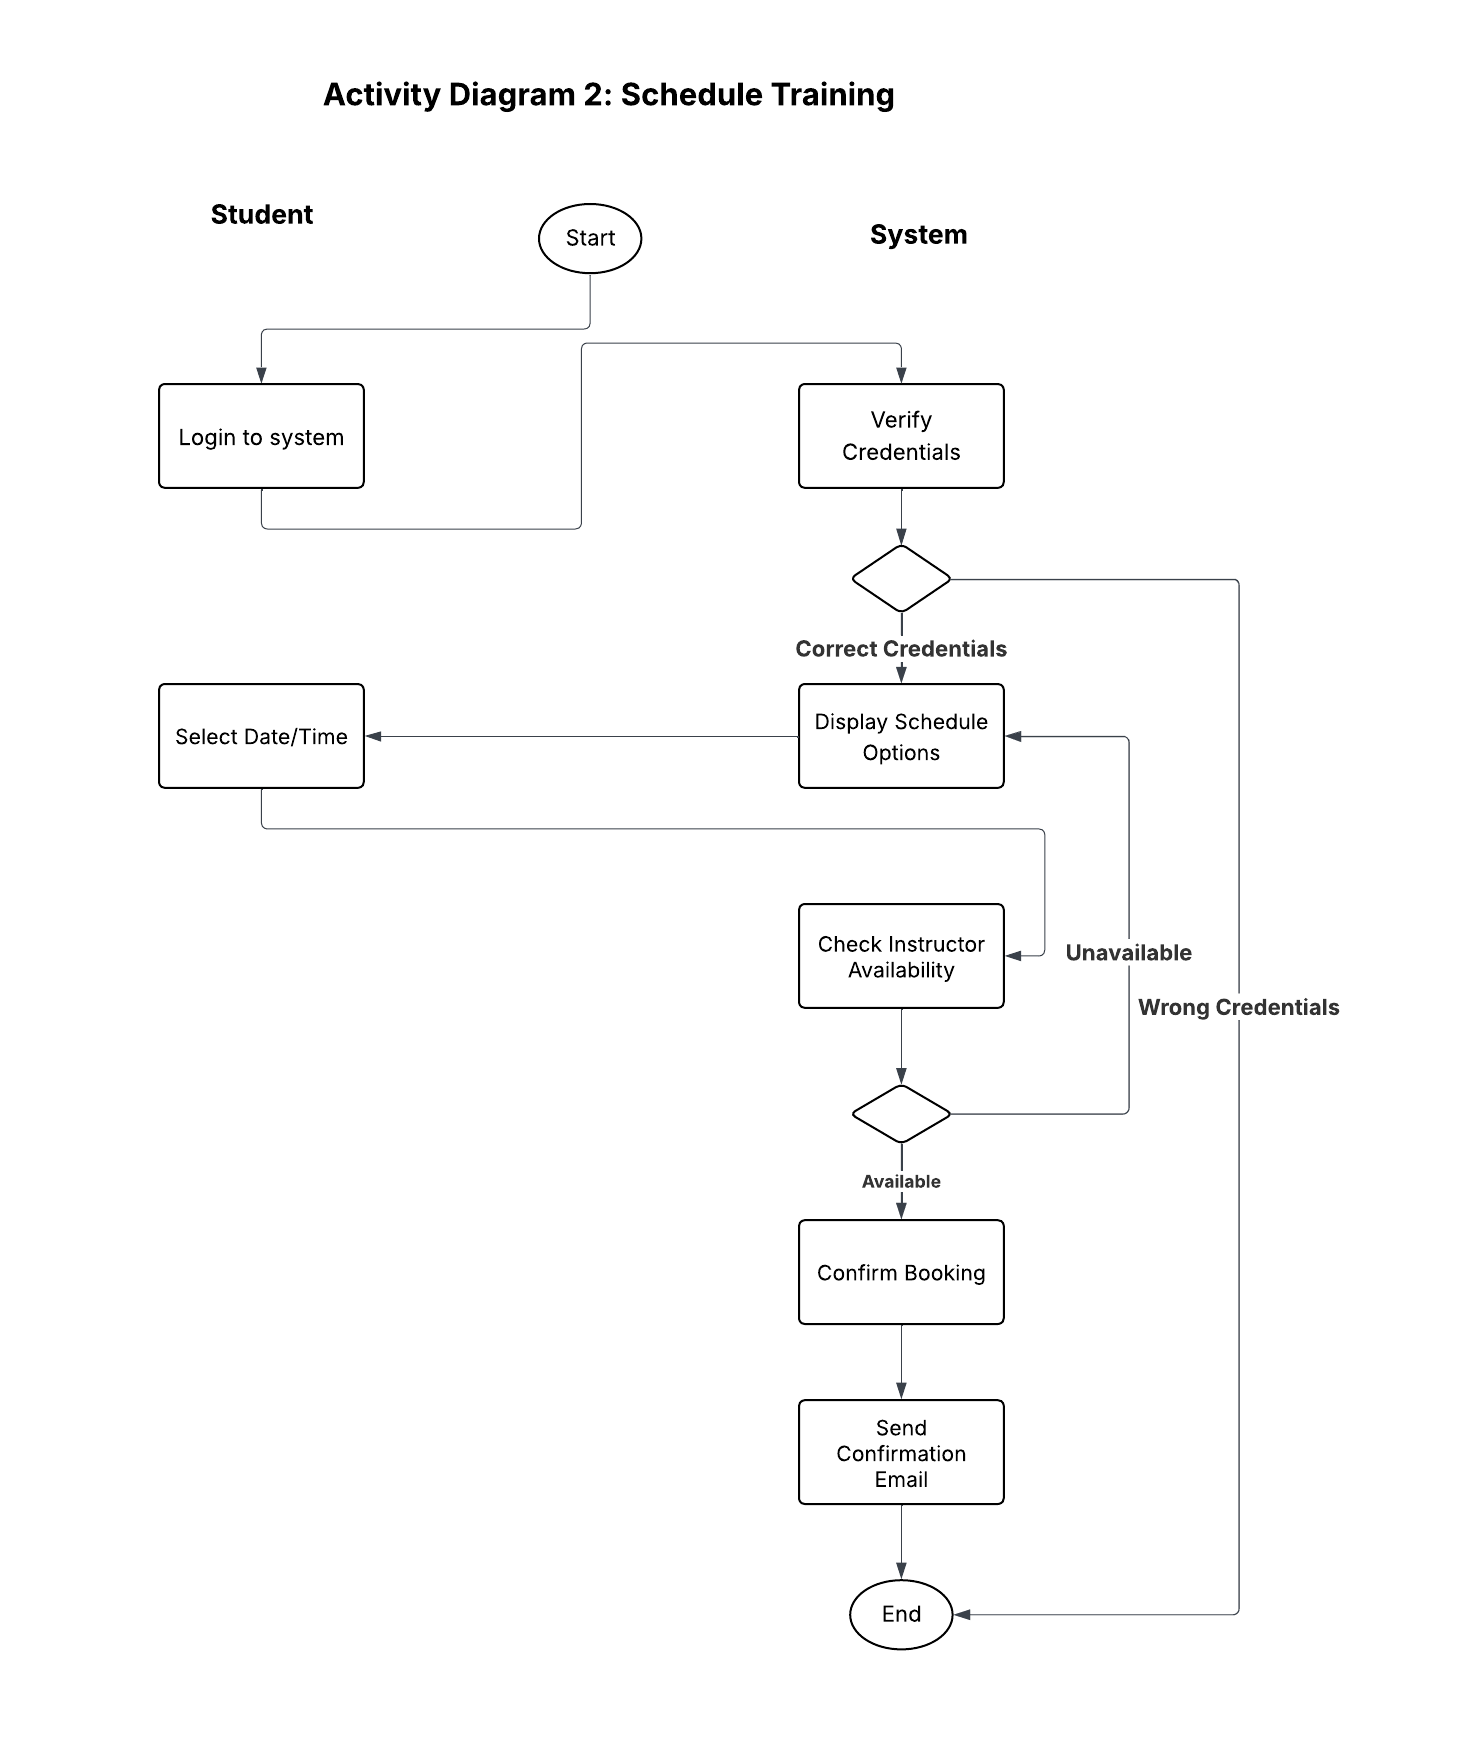 Activity Diagram 2: Schedule Training
Student
Start
System
Login to system
Verify
Credentials
Correct Credentials
Select Date/Time
Display Schedule
Options
Check Instructor
Availability
Unavailable
Wrong Credentials
Available
Confirm Booking
Send
Confirmation
Email
End